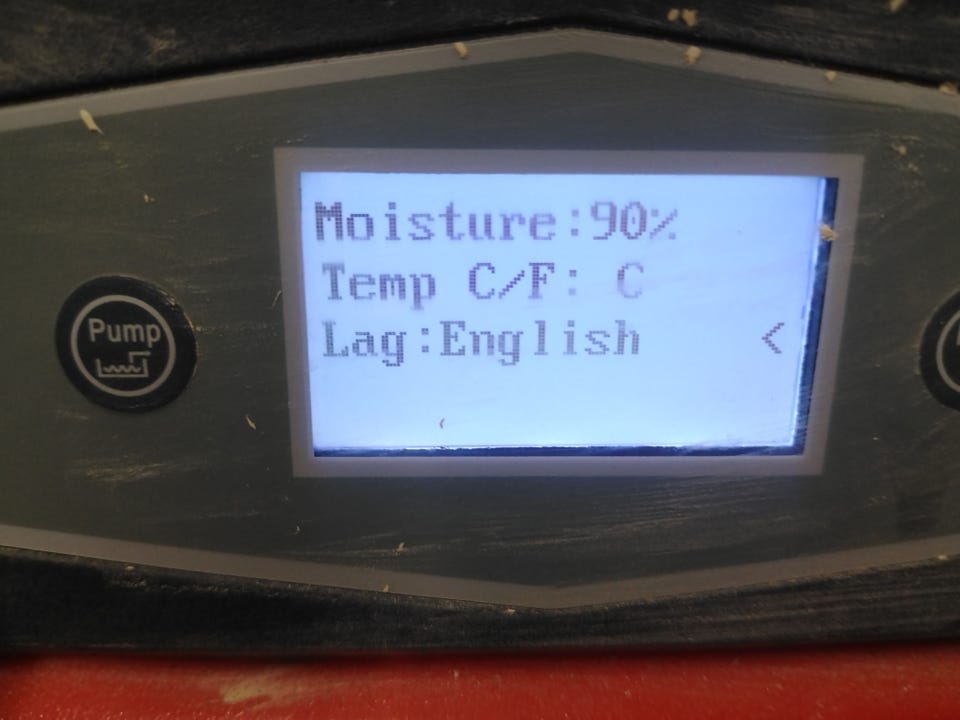 Moisture:90%
Temp C/F: C
Lag:English <
Pump